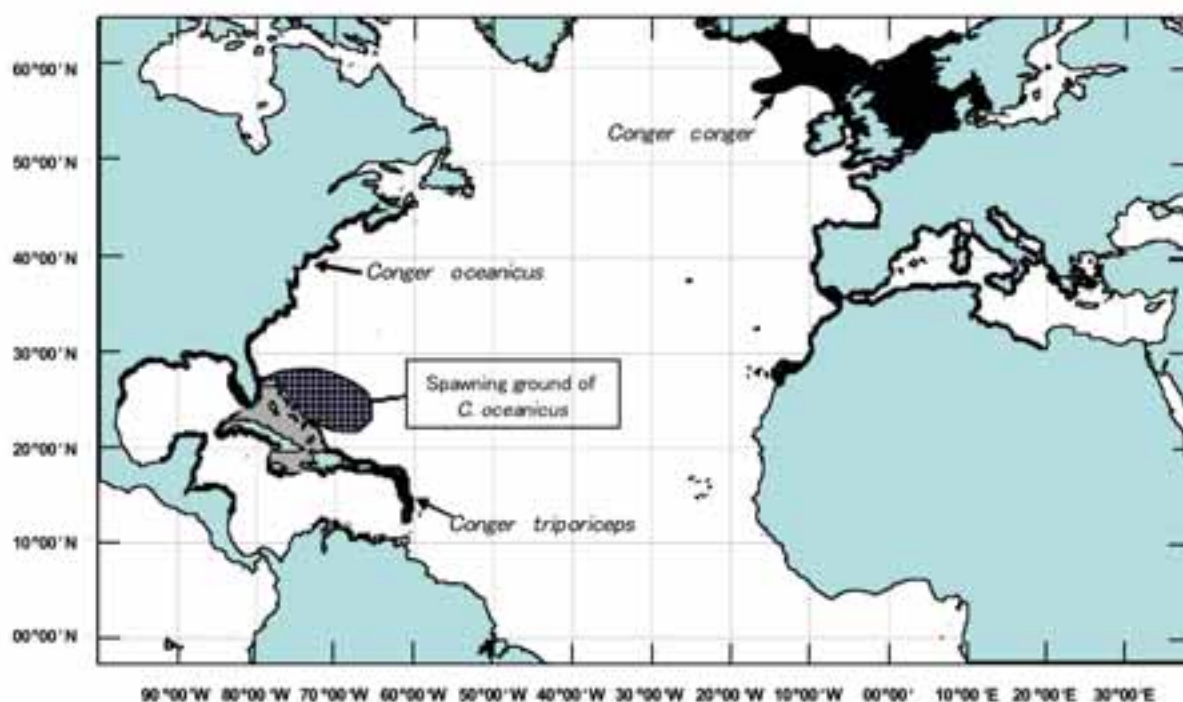 60°00'N
Conger conger
50°00'N
40°00'N
Conger oceanicus
30°00'N
Spawning ground of
C. oceanicus
20°00'N
Conger triporiceps
10°00'N
00°00'N
90°00'W 80°00'W 70°00'W 60°00'W 50°00'W 40°00'W 30°00'W 20°00'W 10°00'W 00°00' 10°00'E 20°00'E 30°00'E